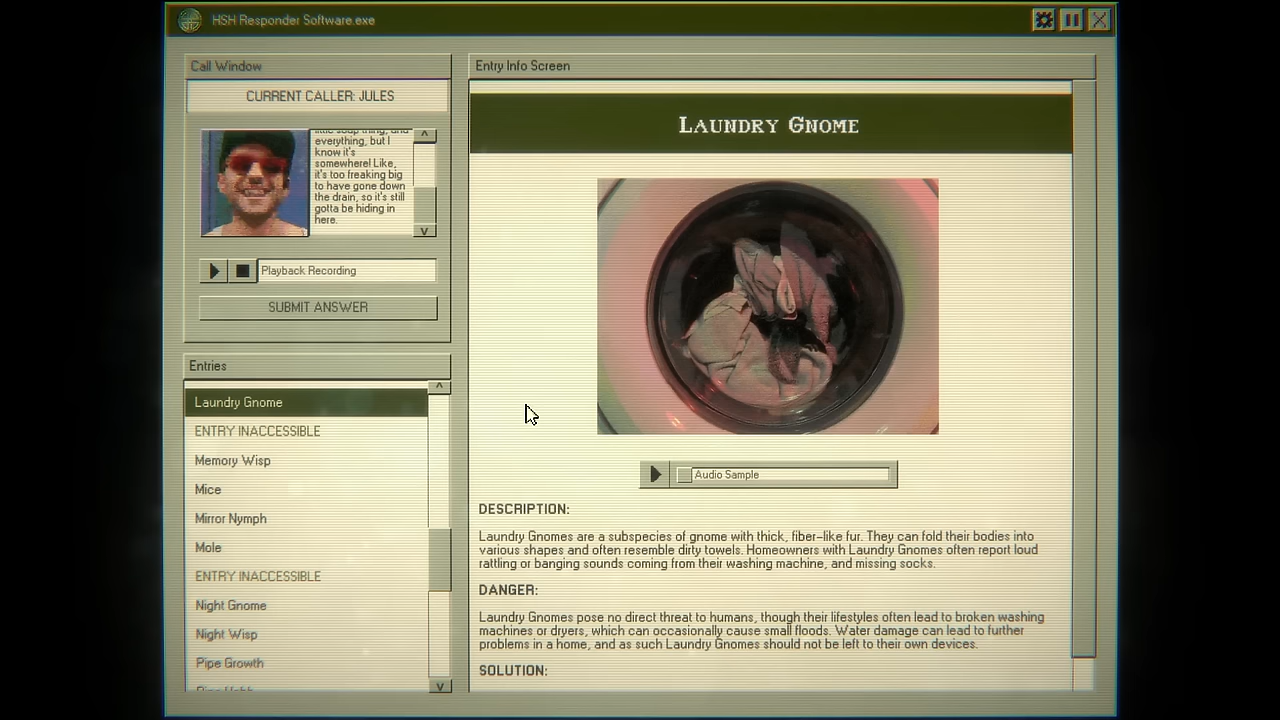 HSH Responder Software.exe
Call Window
CURRENT CALLER: JULES
little soap thing, and
everything, but I
know it's
somewhere! Like,
it's too freaking big
to have gone down
the drain, so it's still
gotta be hiding in
here.
Playback Recording
SUBMIT ANSWER
Entries
Laundry Gnome
ENTRY INACCESSIBLE
Memory Wisp
Mice
Mirror Nymph
Mole
ENTRY INACCESSIBLE
Night Gnome
Night Wisp
Pipe Growth
Entry Info Screen
Laundry Gnome
Audio Sample
DESCRIPTION:
Laundry Gnomes are a subspecies of gnome with thick, fiber-like fur. They can fold their bodies into
various shapes and often resemble dirty towels. Homeowners with Laundry Gnomes often report loud
rattling or banging sounds coming from their washing machine, and missing socks.
DANGER:
Laundry Gnomes pose no direct threat to humans, though their lifestyles often lead to broken washing
machines or dryers, which can occasionally cause small floods. Water damage can lead to further
problems in a home, and as such Laundry Gnomes should not be left to their own devices.
SOLUTION: